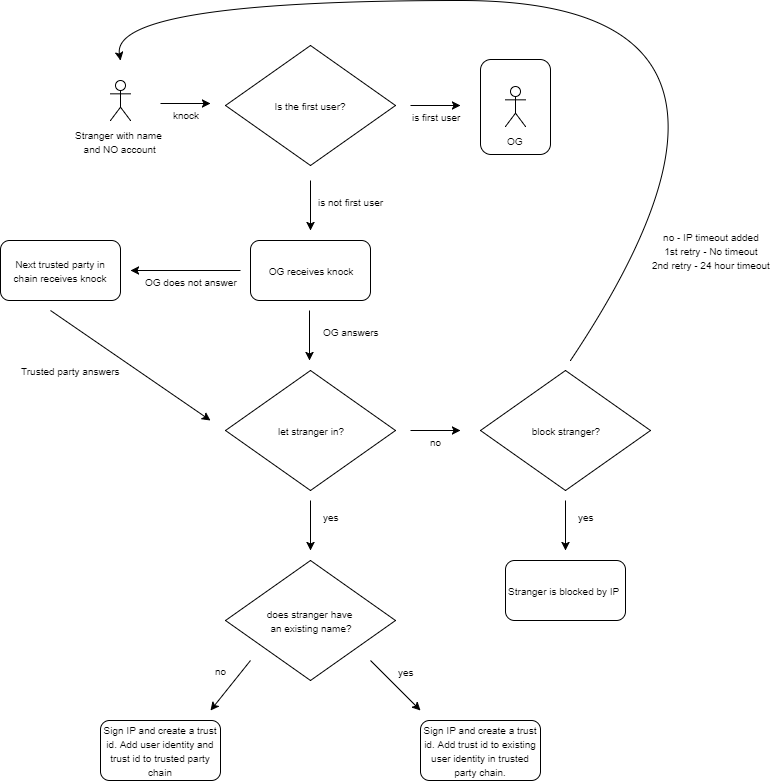 Is the first user?
knock
is first user
Stranger with name
and NO account
OG
is not first user
no - IP timeout added
1st retry - No timeout
2nd retry - 24 hour timeout
Next trusted party in
chain receives knock
OG does not answer
OG receives knock
OG answers
Trusted party answers
let stranger in?
no
block stranger?
yes
yes
Stranger is blocked by IP
does stranger have
an existing name?
no
yes
Sign IP and create a trust
id. Add user identity and
trust id to trusted party
chain
Sign IP and create a trust
id. Add trust id to existing
user identity in trusted
party chain.